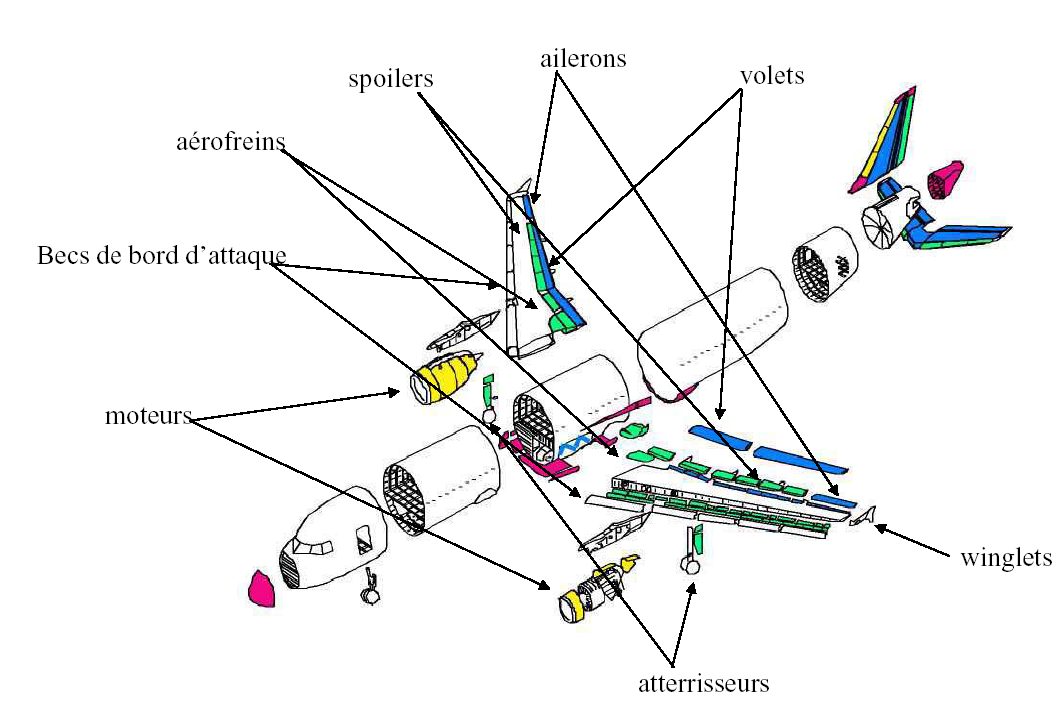 ailerons
spoilers
volets
aérofreins
Becs de bord d'attaque
moteurs
winglets
atterrisseurs